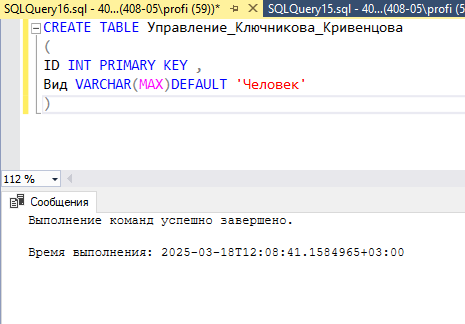 SQLQuery16.sql - 40...(408-05\profi (59))* SQLQuery15.sql - 40...(408-05\profi (5
CREATE TABLE Управление_Ключникова_Кривенцова
(
ID INT PRIMARY KEY ,
Вид VARCHAR(MAX)DEFAULT 'Человек'
)
112 %
Сообщения
Выполнение команд успешно завершено.
Время выполнения: 2025-03-18T12:08:41.1584965+03:00